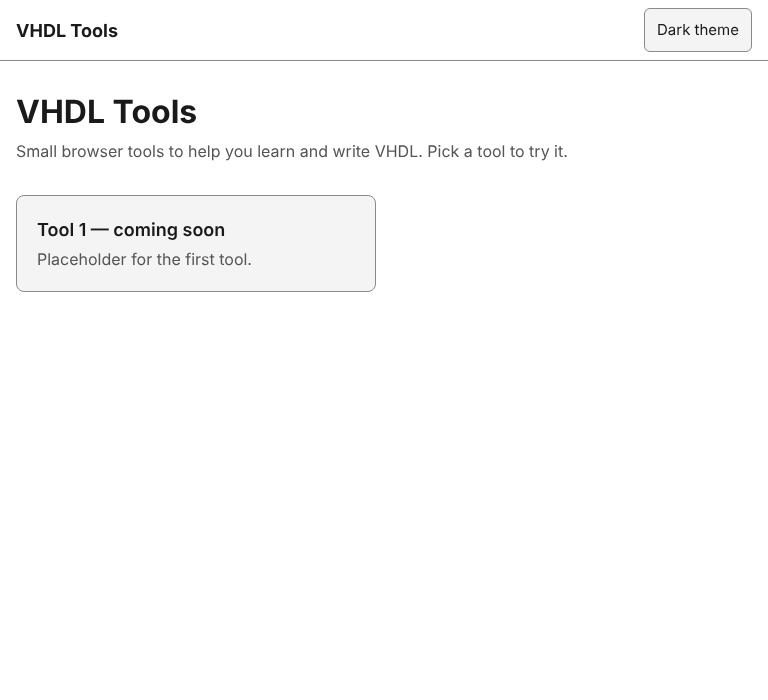 VHDL Tools
Dark theme
VHDL Tools
Small browser tools to help you learn and write VHDL. Pick a tool to try it.
Tool 1 — coming soon
Placeholder for the first tool.